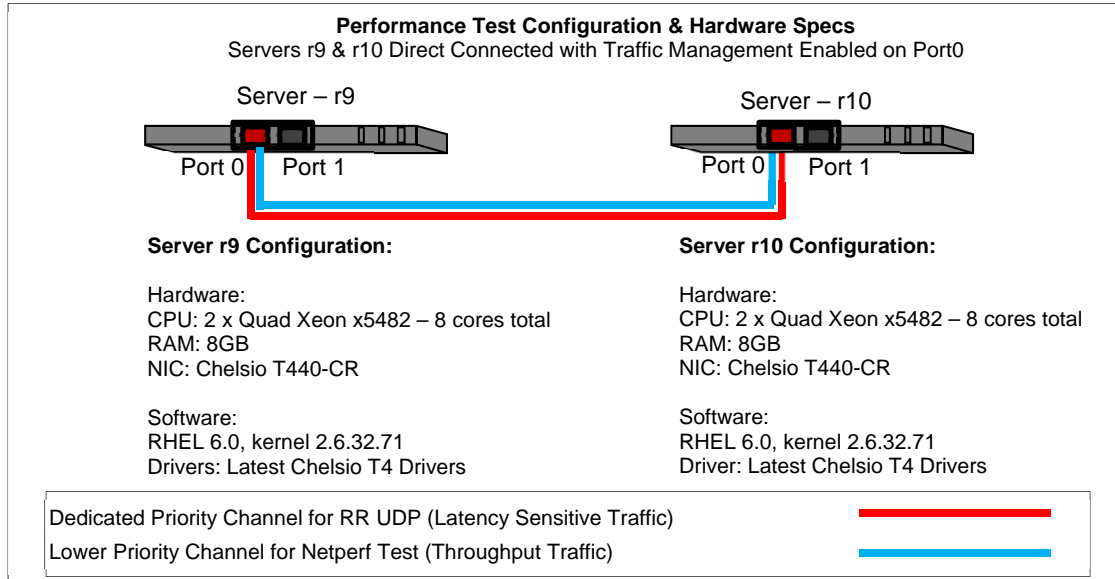 Performance Test Configuration & Hardware Specs
Servers r9 & r10 Direct Connected with Traffic Management Enabled on Port0
Server – r9
Server – r10
Port 0
Port 1
Port 0
Port 1
Server r9 Configuration:
Hardware:
CPU: 2 x Quad Xeon x5482 – 8 cores total
RAM: 8GB
NIC: Chelsio T440-CR
Software:
RHEL 6.0, kernel 2.6.32.71
Drivers: Latest Chelsio T4 Drivers
Server r10 Configuration:
Hardware:
CPU: 2 x Quad Xeon x5482 – 8 cores total
RAM: 8GB
NIC: Chelsio T440-CR
Software:
RHEL 6.0, kernel 2.6.32.71
Driver: Latest Chelsio T4 Drivers
Dedicated Priority Channel for RR UDP (Latency Sensitive Traffic)
Lower Priority Channel for Netperf Test (Throughput Traffic)